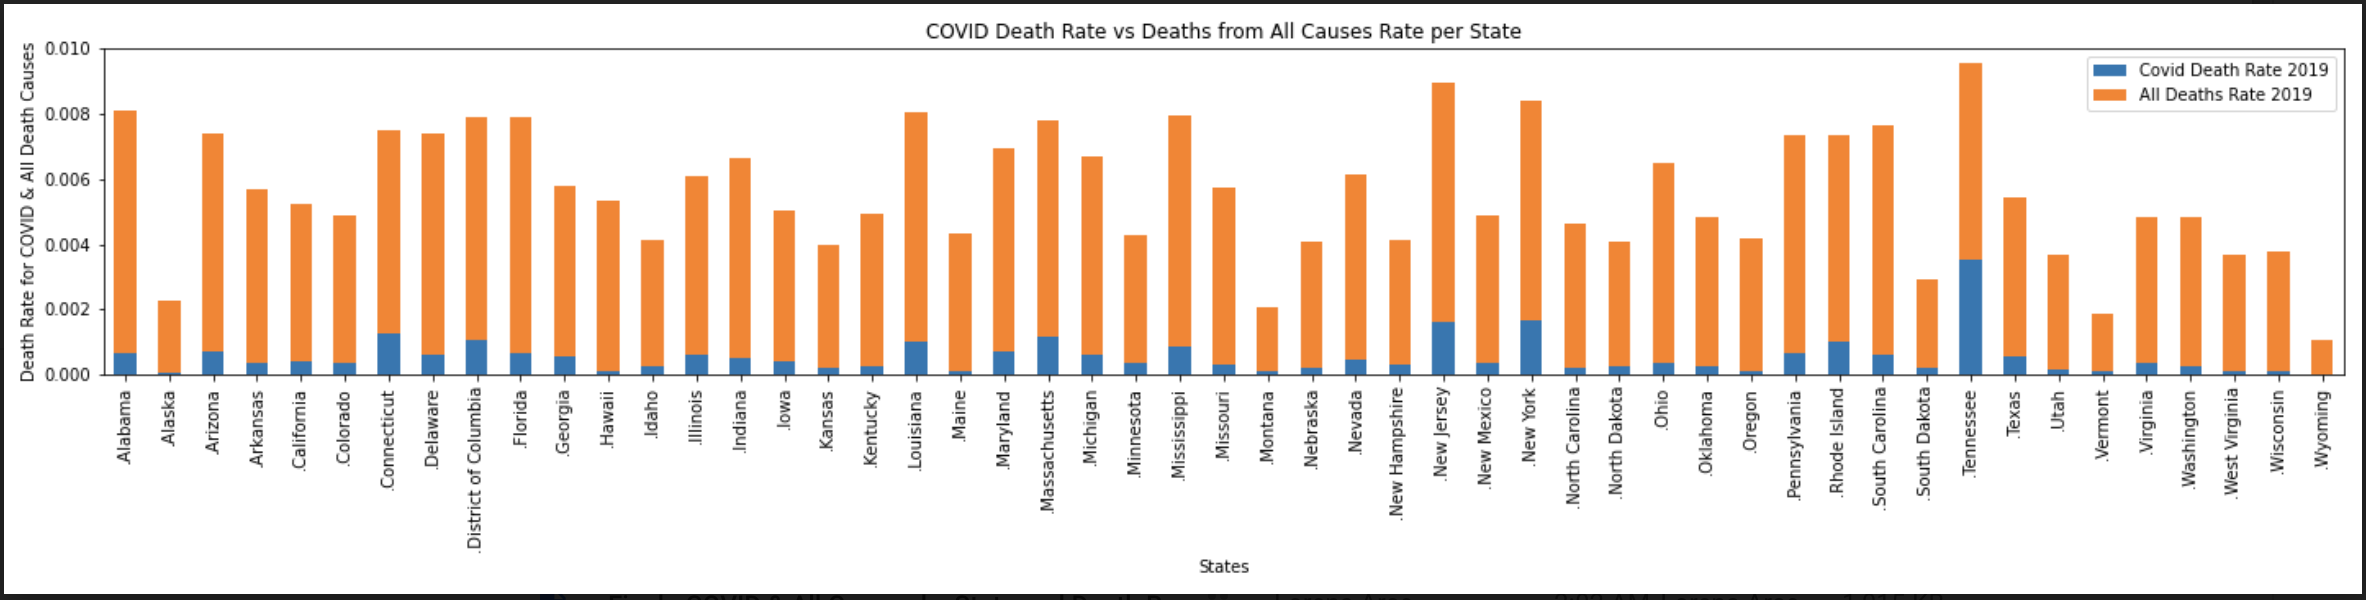 COVID Death Rate vs Deaths from All Causes Rate per State
Death Rate for COVID & All Death Causes
0.010
0.008
0.006
0.004
0.002
0.000
Covid Death Rate 2019
All Deaths Rate 2019
.Alabama
.Alaska
.Arizona
.Arkansas
.California
.Colorado
.Connecticut
.Delaware
.District of Columbia
.Florida
.Georgia
.Hawaii
.Idaho
.Illinois
.Indiana
.Iowa
.Kansas
.Kentucky
.Louisiana
.Maine
.Maryland
.Massachusetts
.Michigan
.Minnesota
.Mississippi
.Missouri
.Montana
.Nebraska
.Nevada
.New Hampshire
.New Jersey
.New Mexico
.New York
.North Carolina
.North Dakota
.Ohio
.Oklahoma
.Oregon
.Pennsylvania
.Rhode Island
.South Carolina
.South Dakota
.Tennessee
.Texas
.Utah
.Vermont
.Virginia
.Washington
.West Virginia
.Wisconsin
.Wyoming
States